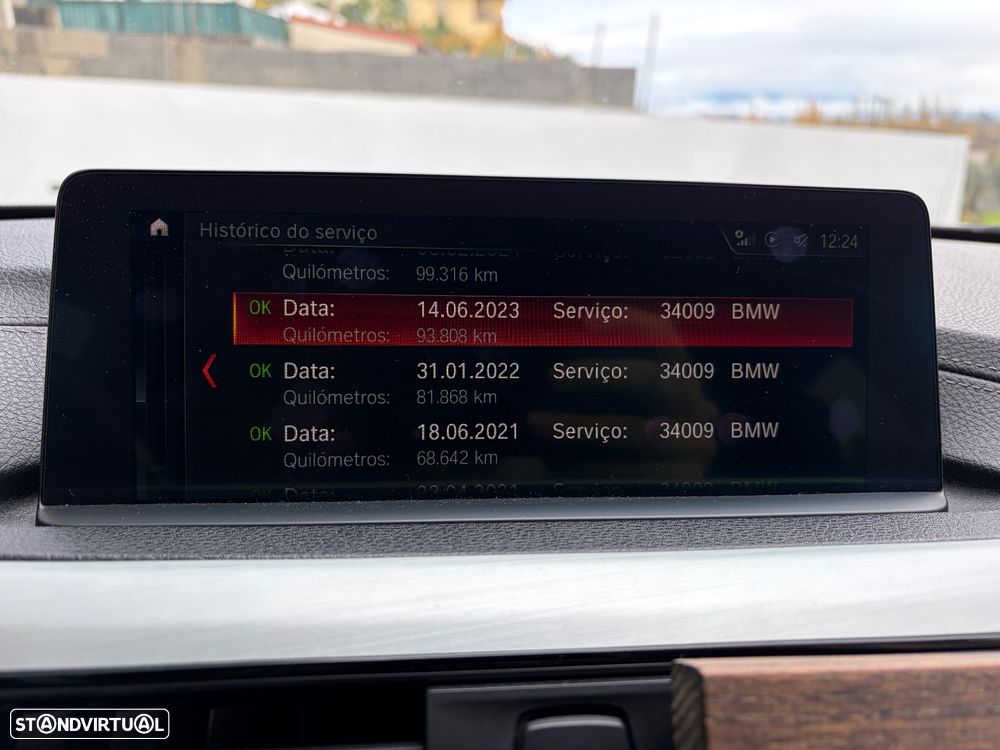 Histórico do serviço
12:24
Quilómetros: 99.316 km
OK Data: 14.06.2023 Serviço: 34009 BMW
Quilómetros: 93.808 km
OK Data: 31.01.2022 Serviço: 34009 BMW
Quilómetros: 81.868 km
OK Data: 18.06.2021 Serviço: 34009 BMW
Quilómetros: 68.642 km
STANDVIRTUAL